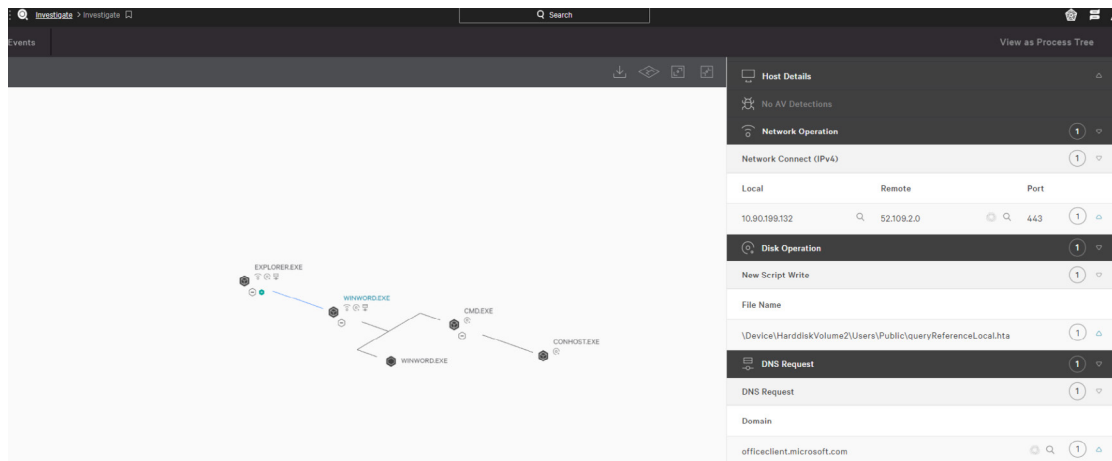 Investigate > Investigate
Search
Events
View as Process Tree
Host Details
No AV Detections
Network Operation 1
Network Connect (IPv4) 1
Local Remote Port
10.90.199.132 52.109.2.0 443 1
Disk Operation 1
New Script Write 1
File Name
\Device\HarddiskVolume2\Users\Public\queryReferenceLocal.hta 1
DNS Request 1
DNS Request 1
Domain
officeclient.microsoft.com 1
EXPLORER.EXE
WINWORD.EXE
CMD.EXE
CONHOST.EXE
WINWORD.EXE